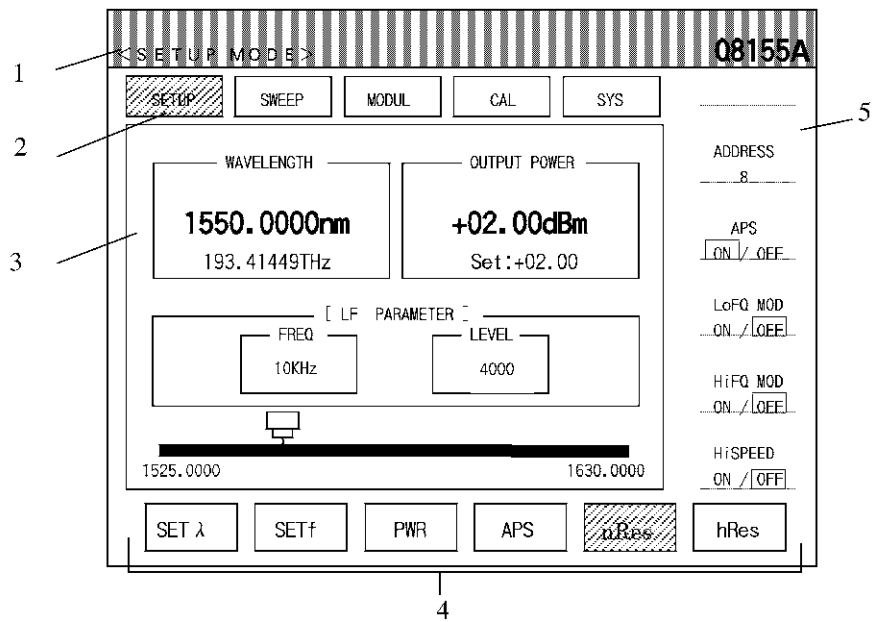 <SETUP MODE>
Q8155A
1
SETUP SWEEP MODUL CAL SYS
2
5
WAVELENGTH
1550.0000nm
193.41449THz
OUTPUT POWER
+02.00dBm
Set:+02.00
3
ADDRESS
8
APS
ON / OFF
LoFQ MOD
ON / OFF
HiFQ MOD
ON / OFF
HiSPEED
ON / OFF
[ LF PARAMETER ]
FREQ
10KHz
LEVEL
4000
1525.0000 1630.0000
SET λ SETf PWR APS nRes hRes
4